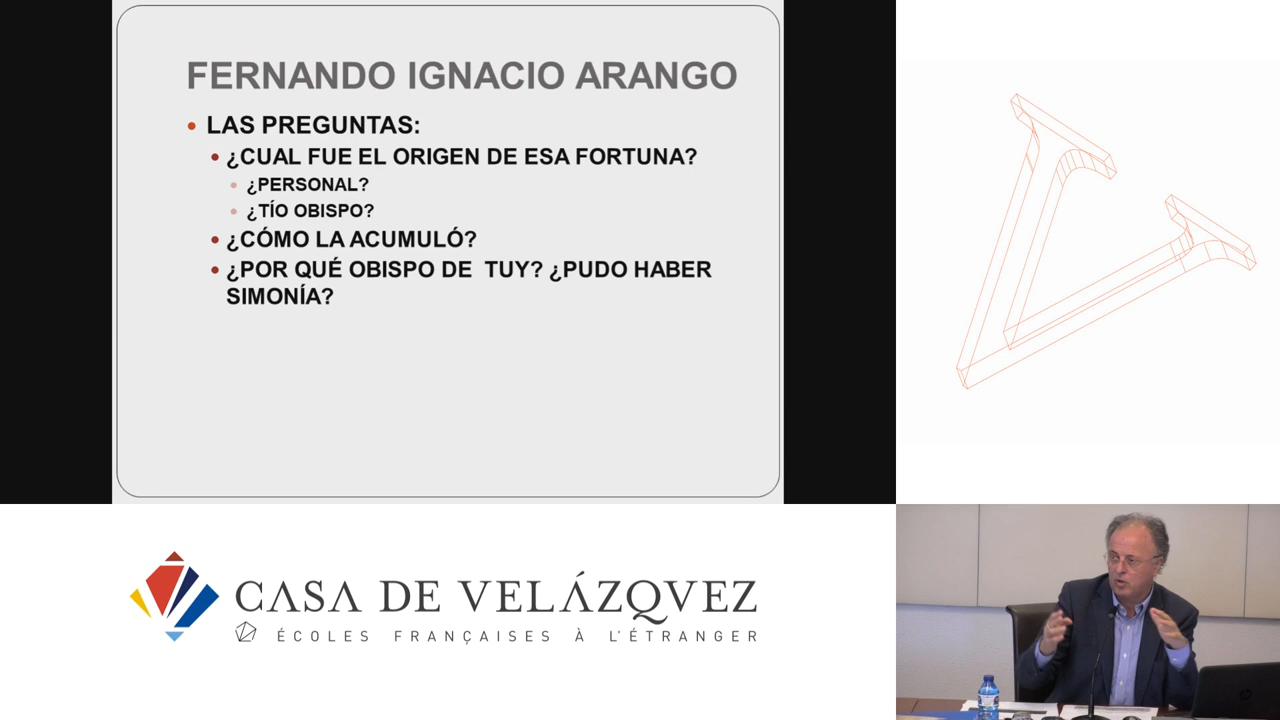 FERNANDO IGNACIO ARANGO
• LAS PREGUNTAS:
• ¿CUAL FUE EL ORIGEN DE ESA FORTUNA?
• ¿PERSONAL?
• ¿TÍO OBISPO?
• ¿CÓMO LA ACUMULÓ?
• ¿POR QUÉ OBISPO DE TUY? ¿PUDO HABER
SIMONÍA?
CASA DE VELÁZQVEZ
ÉCOLES FRANÇAISES À L'ÉTRANGER